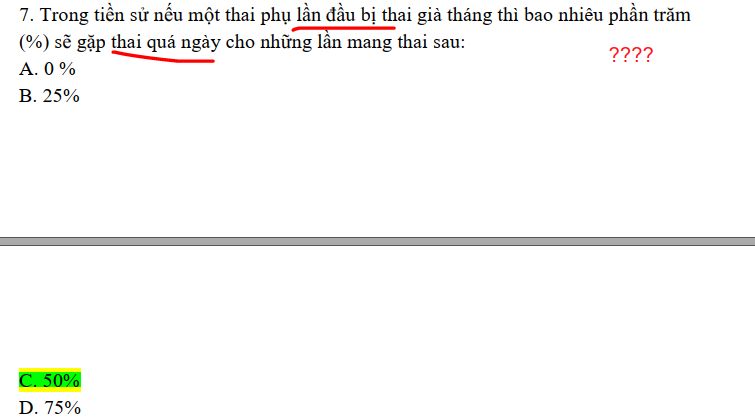 7. Trong tiền sử nếu một thai phụ lần đầu bị thai già tháng thì bao nhiêu phần trăm
(%) sẽ gặp thai quá ngày cho những lần mang thai sau:
????
A. 0 %
B. 25%
C. 50%
D. 75%